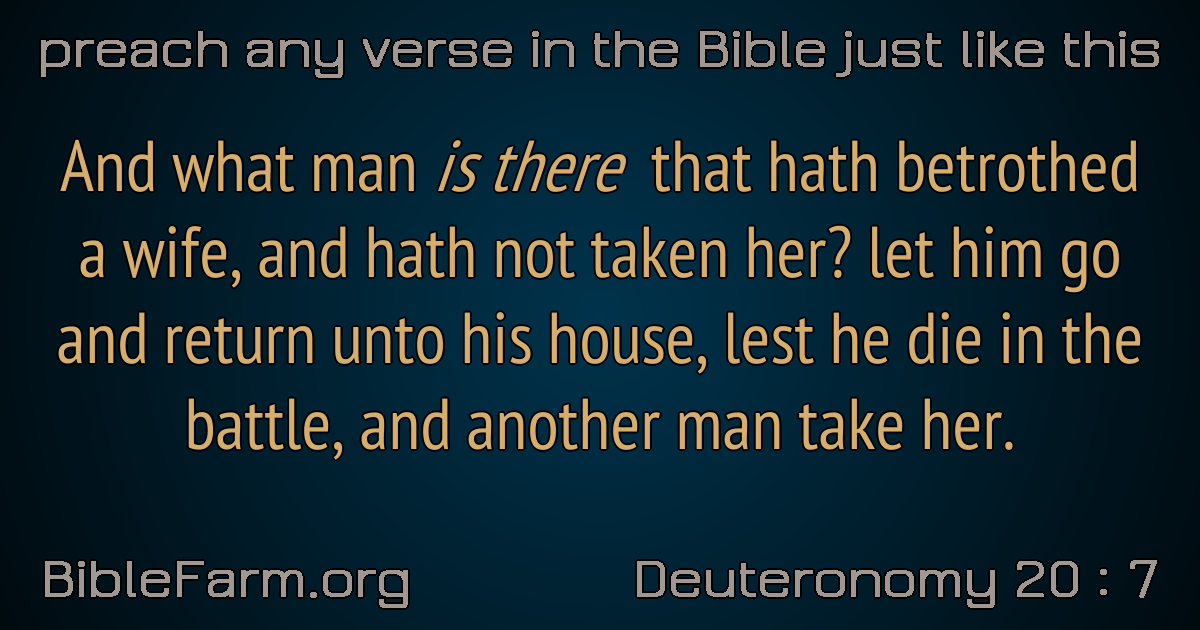 preach any verse in the Bible just like this
And what man is there that hath betrothed
a wife, and hath not taken her? let him go
and return unto his house, lest he die in the
battle, and another man take her.
BibleFarm.org
Deuteronomy 20 : 7